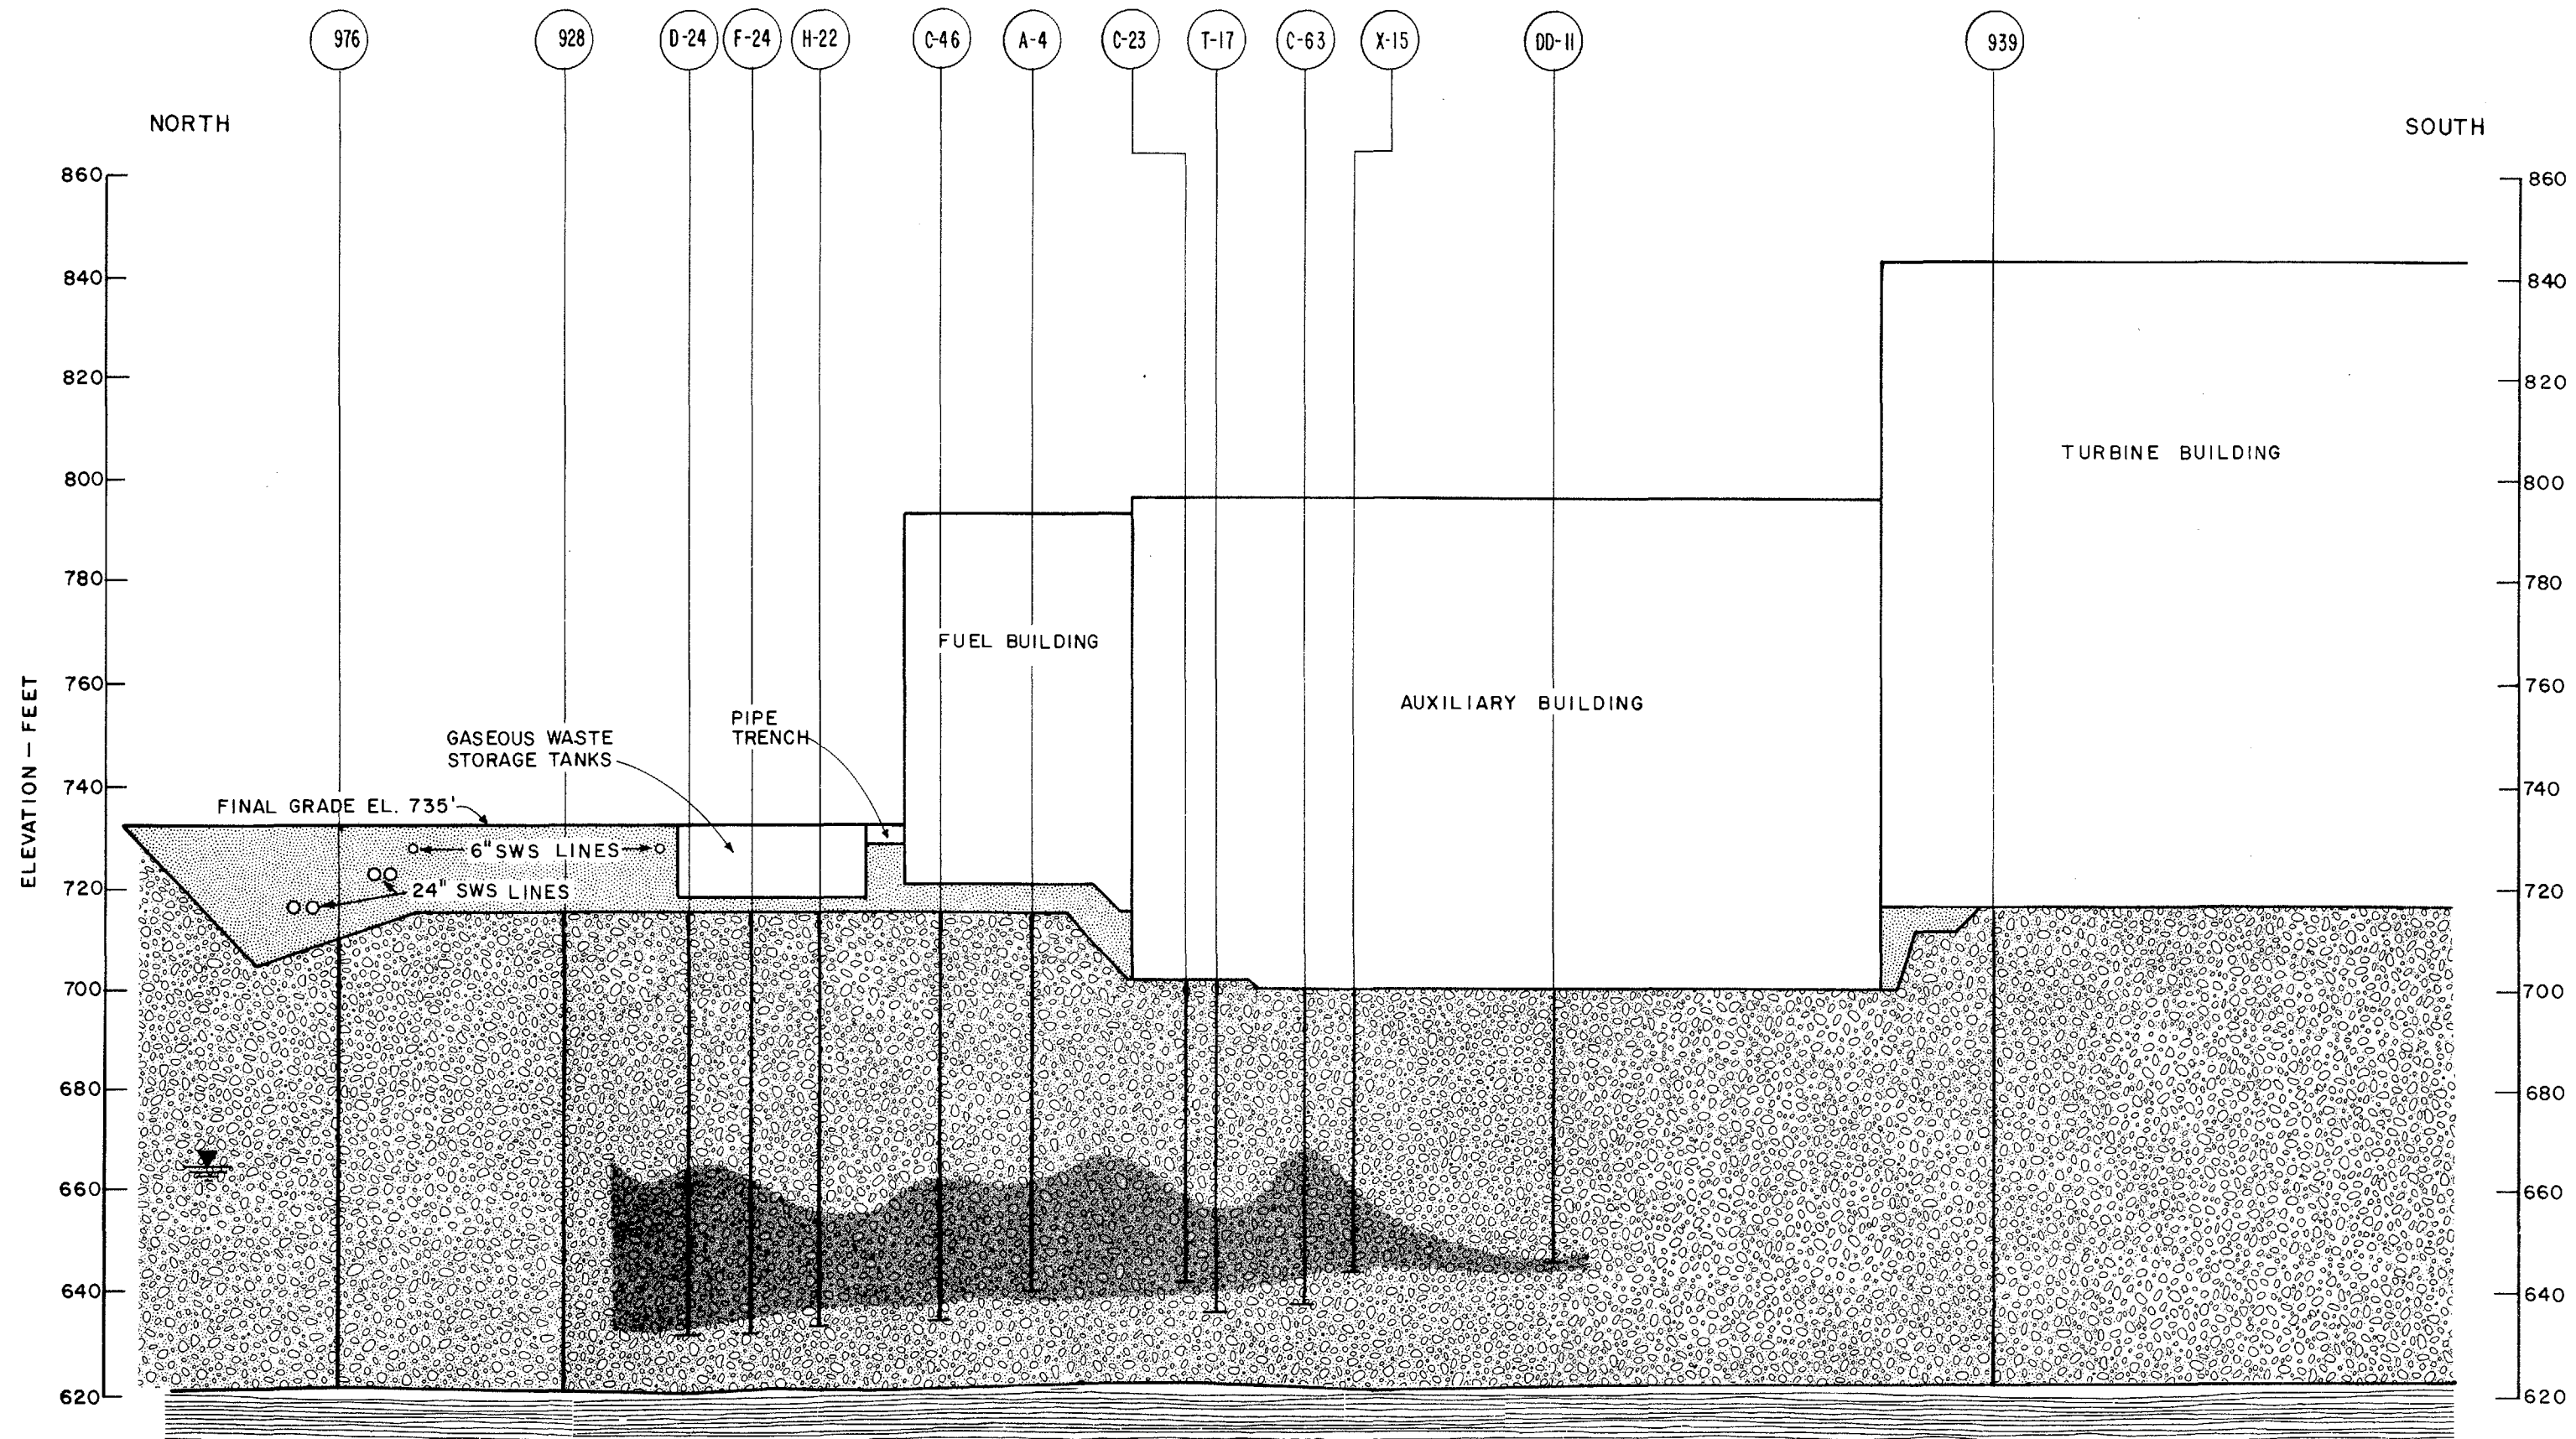 976
928
D-24
F-24
H-22
C-46
A-4
C-23
T-17
C-63
X-15
DD-11
939
NORTH
SOUTH
860
840
820
800
780
760
740
720
700
680
660
640
620
ELEVATION — FEET
860
840
820
800
780
760
740
720
700
680
660
640
620
TURBINE BUILDING
FUEL BUILDING
AUXILIARY BUILDING
PIPE
TRENCH
GASEOUS WASTE
STORAGE TANKS
FINAL GRADE EL. 735'
6" SWS LINES
24" SWS LINES